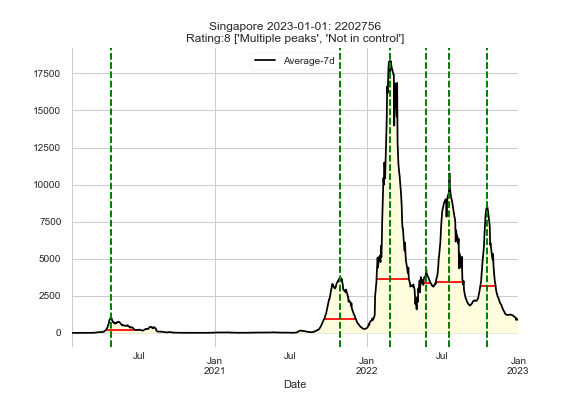 Singapore 2023-01-01: 2202756
Rating:8 ['Multiple peaks', 'Not in control']
Average-7d
17500
15000
12500
10000
7500
5000
2500
0
Jul Jan Jul Jan Jul Jan
2021 2022 2023
Date